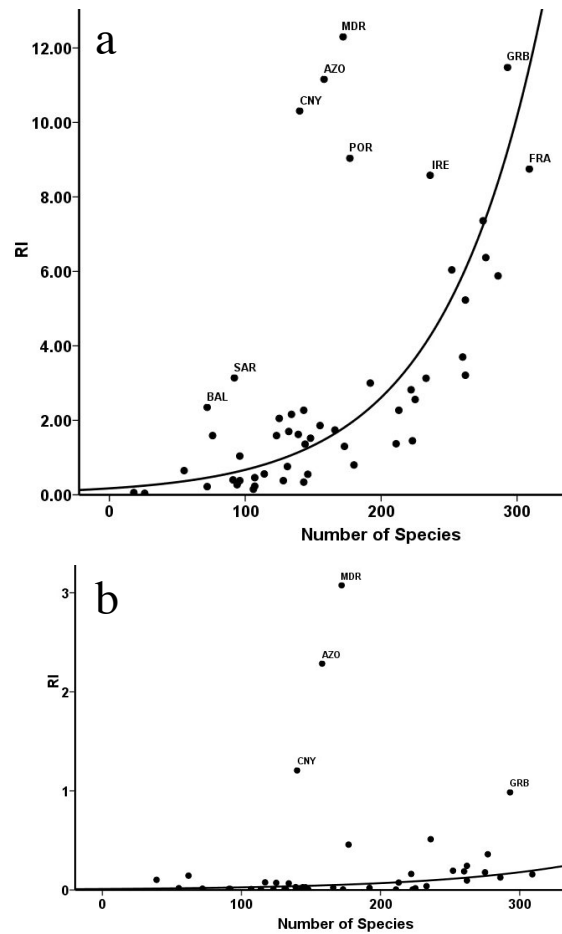 a
MDR
12.00
GRB
AZO
CNY
10.00
POR
IRE
FRA
8.00
RI
6.00
4.00
SAR
BAL
2.00
0.00
0 100 200 300
Number of Species
b
3
MDR
AZO
2
RI
CNY
1
GRB
0
0 100 200 300
Number of Species